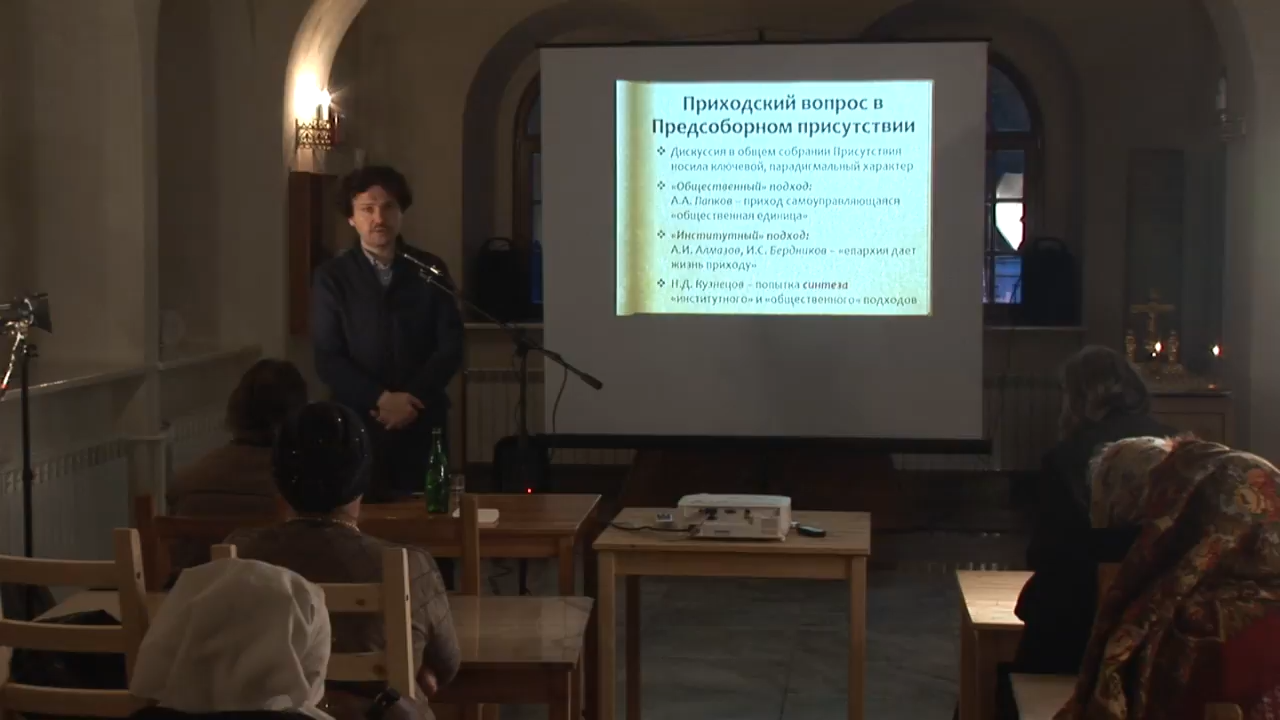 Приходский вопрос в
Предсоборном присутствии
❖ Дискуссия в общем собрании Присутствия
носила ключевой, парадигмальный характер
❖ «Общественный» подход:
А.А. Папков – приход самоуправляющаяся
«общественная единица»
❖ «Институтный» подход:
А.И. Алмазов, И.С. Бердников – «епархия дает
жизнь приходу»
❖ Н.Д. Кузнецов – попытка синтеза
«институтного» и «общественного» подходов